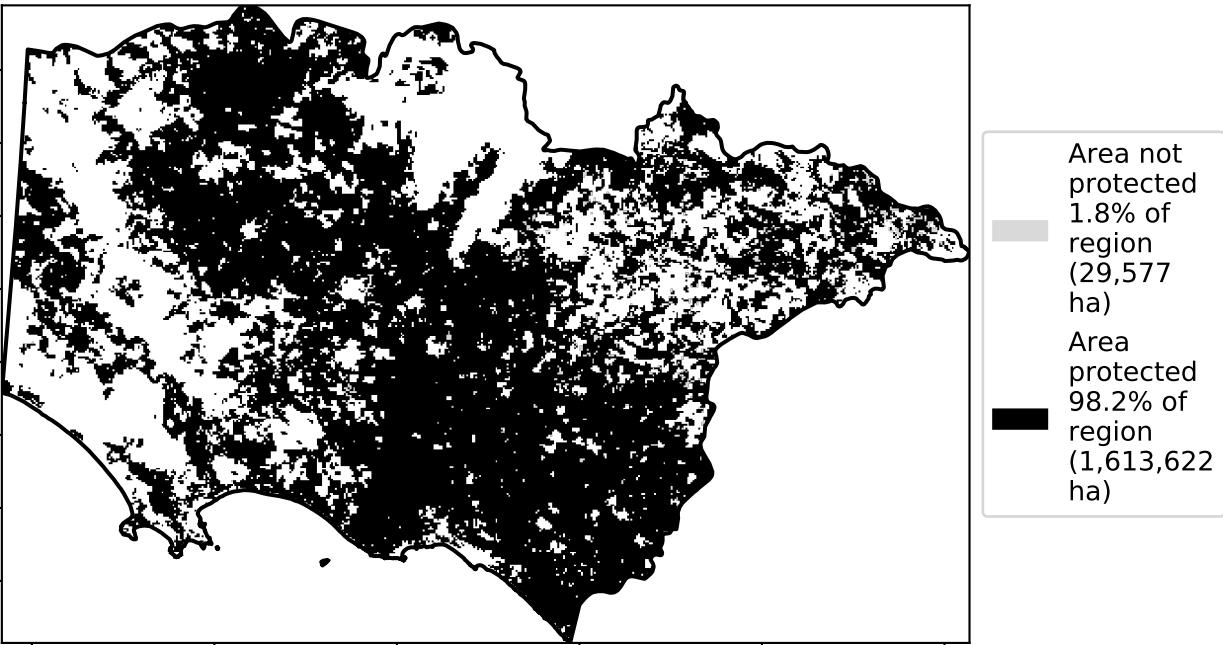 Area not
protected
1.8% of
region
(29,577
ha)
Area
protected
98.2% of
region
(1,613,622
ha)